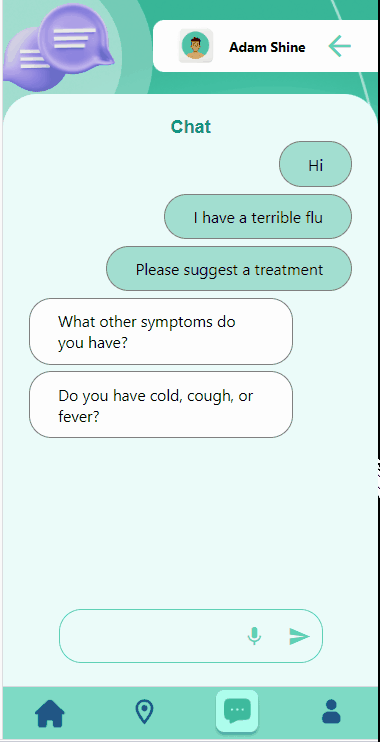 Adam Shine
Chat
Hi
I have a terrible flu
Please suggest a treatment
What other symptoms do
you have?
Do you have cold, cough, or
fever?